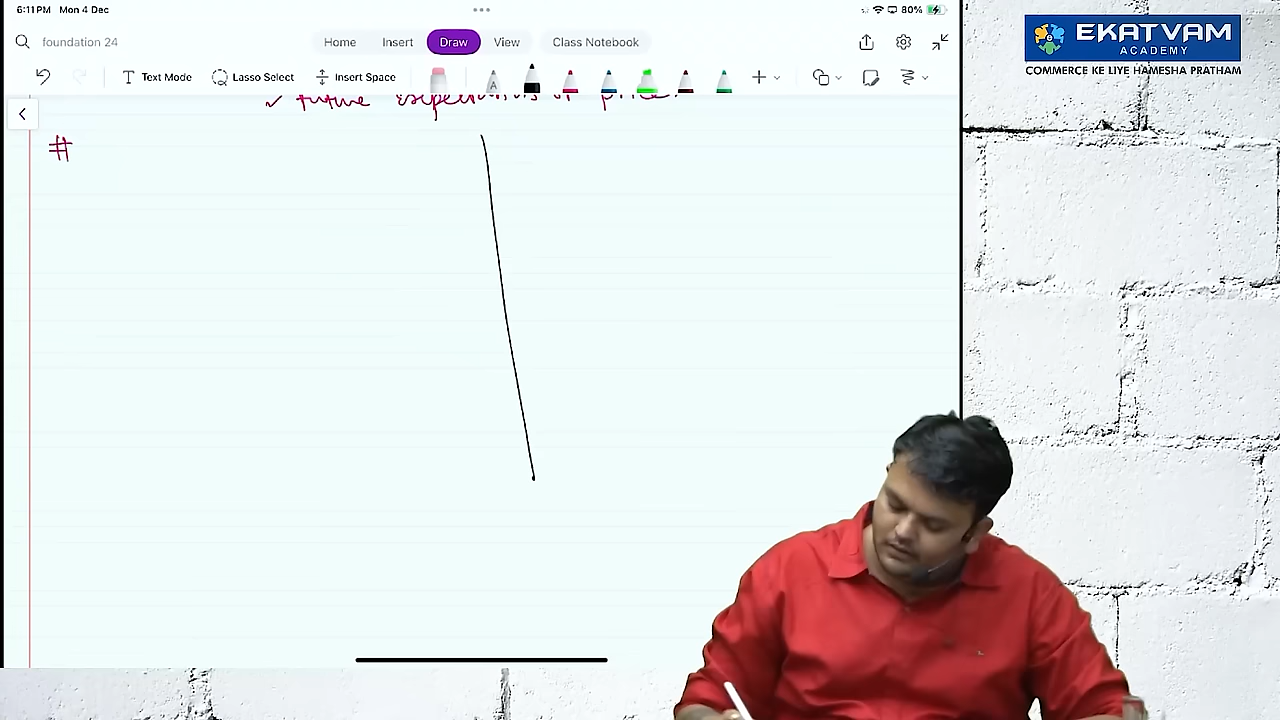 6:11 PM Mon 4 Dec
80%
foundation 24
Home Insert Draw View Class Notebook
T Text Mode Lasso Select Insert Space
A
✓ future expectations of price.
#
EKATVAM
ACADEMY
COMMERCE KE LIYE HAMESHA PRATHAM